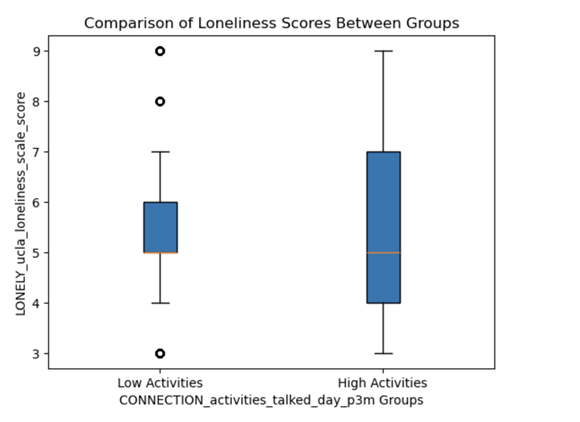 Comparison of Loneliness Scores Between Groups
LONELY_ucla_loneliness_scale_score
9
8
7
6
5
4
3
Low Activities High Activities
CONNECTION_activities_talked_day_p3m Groups